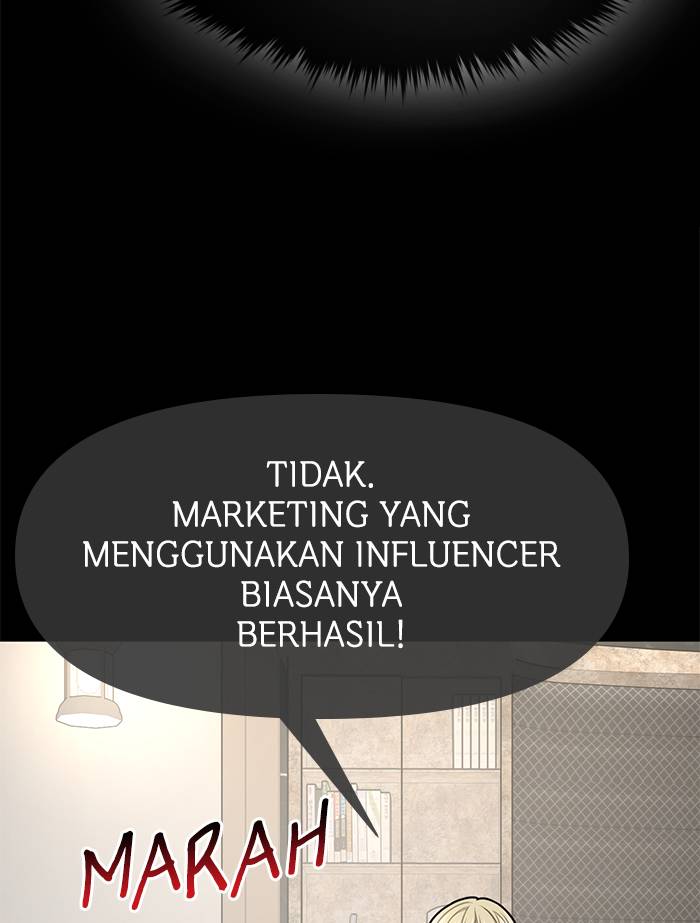 TIDAK.
MARKETING YANG
MENGGUNAKAN INFLUENCER
BIASANYA
BERHASIL!
MARAH